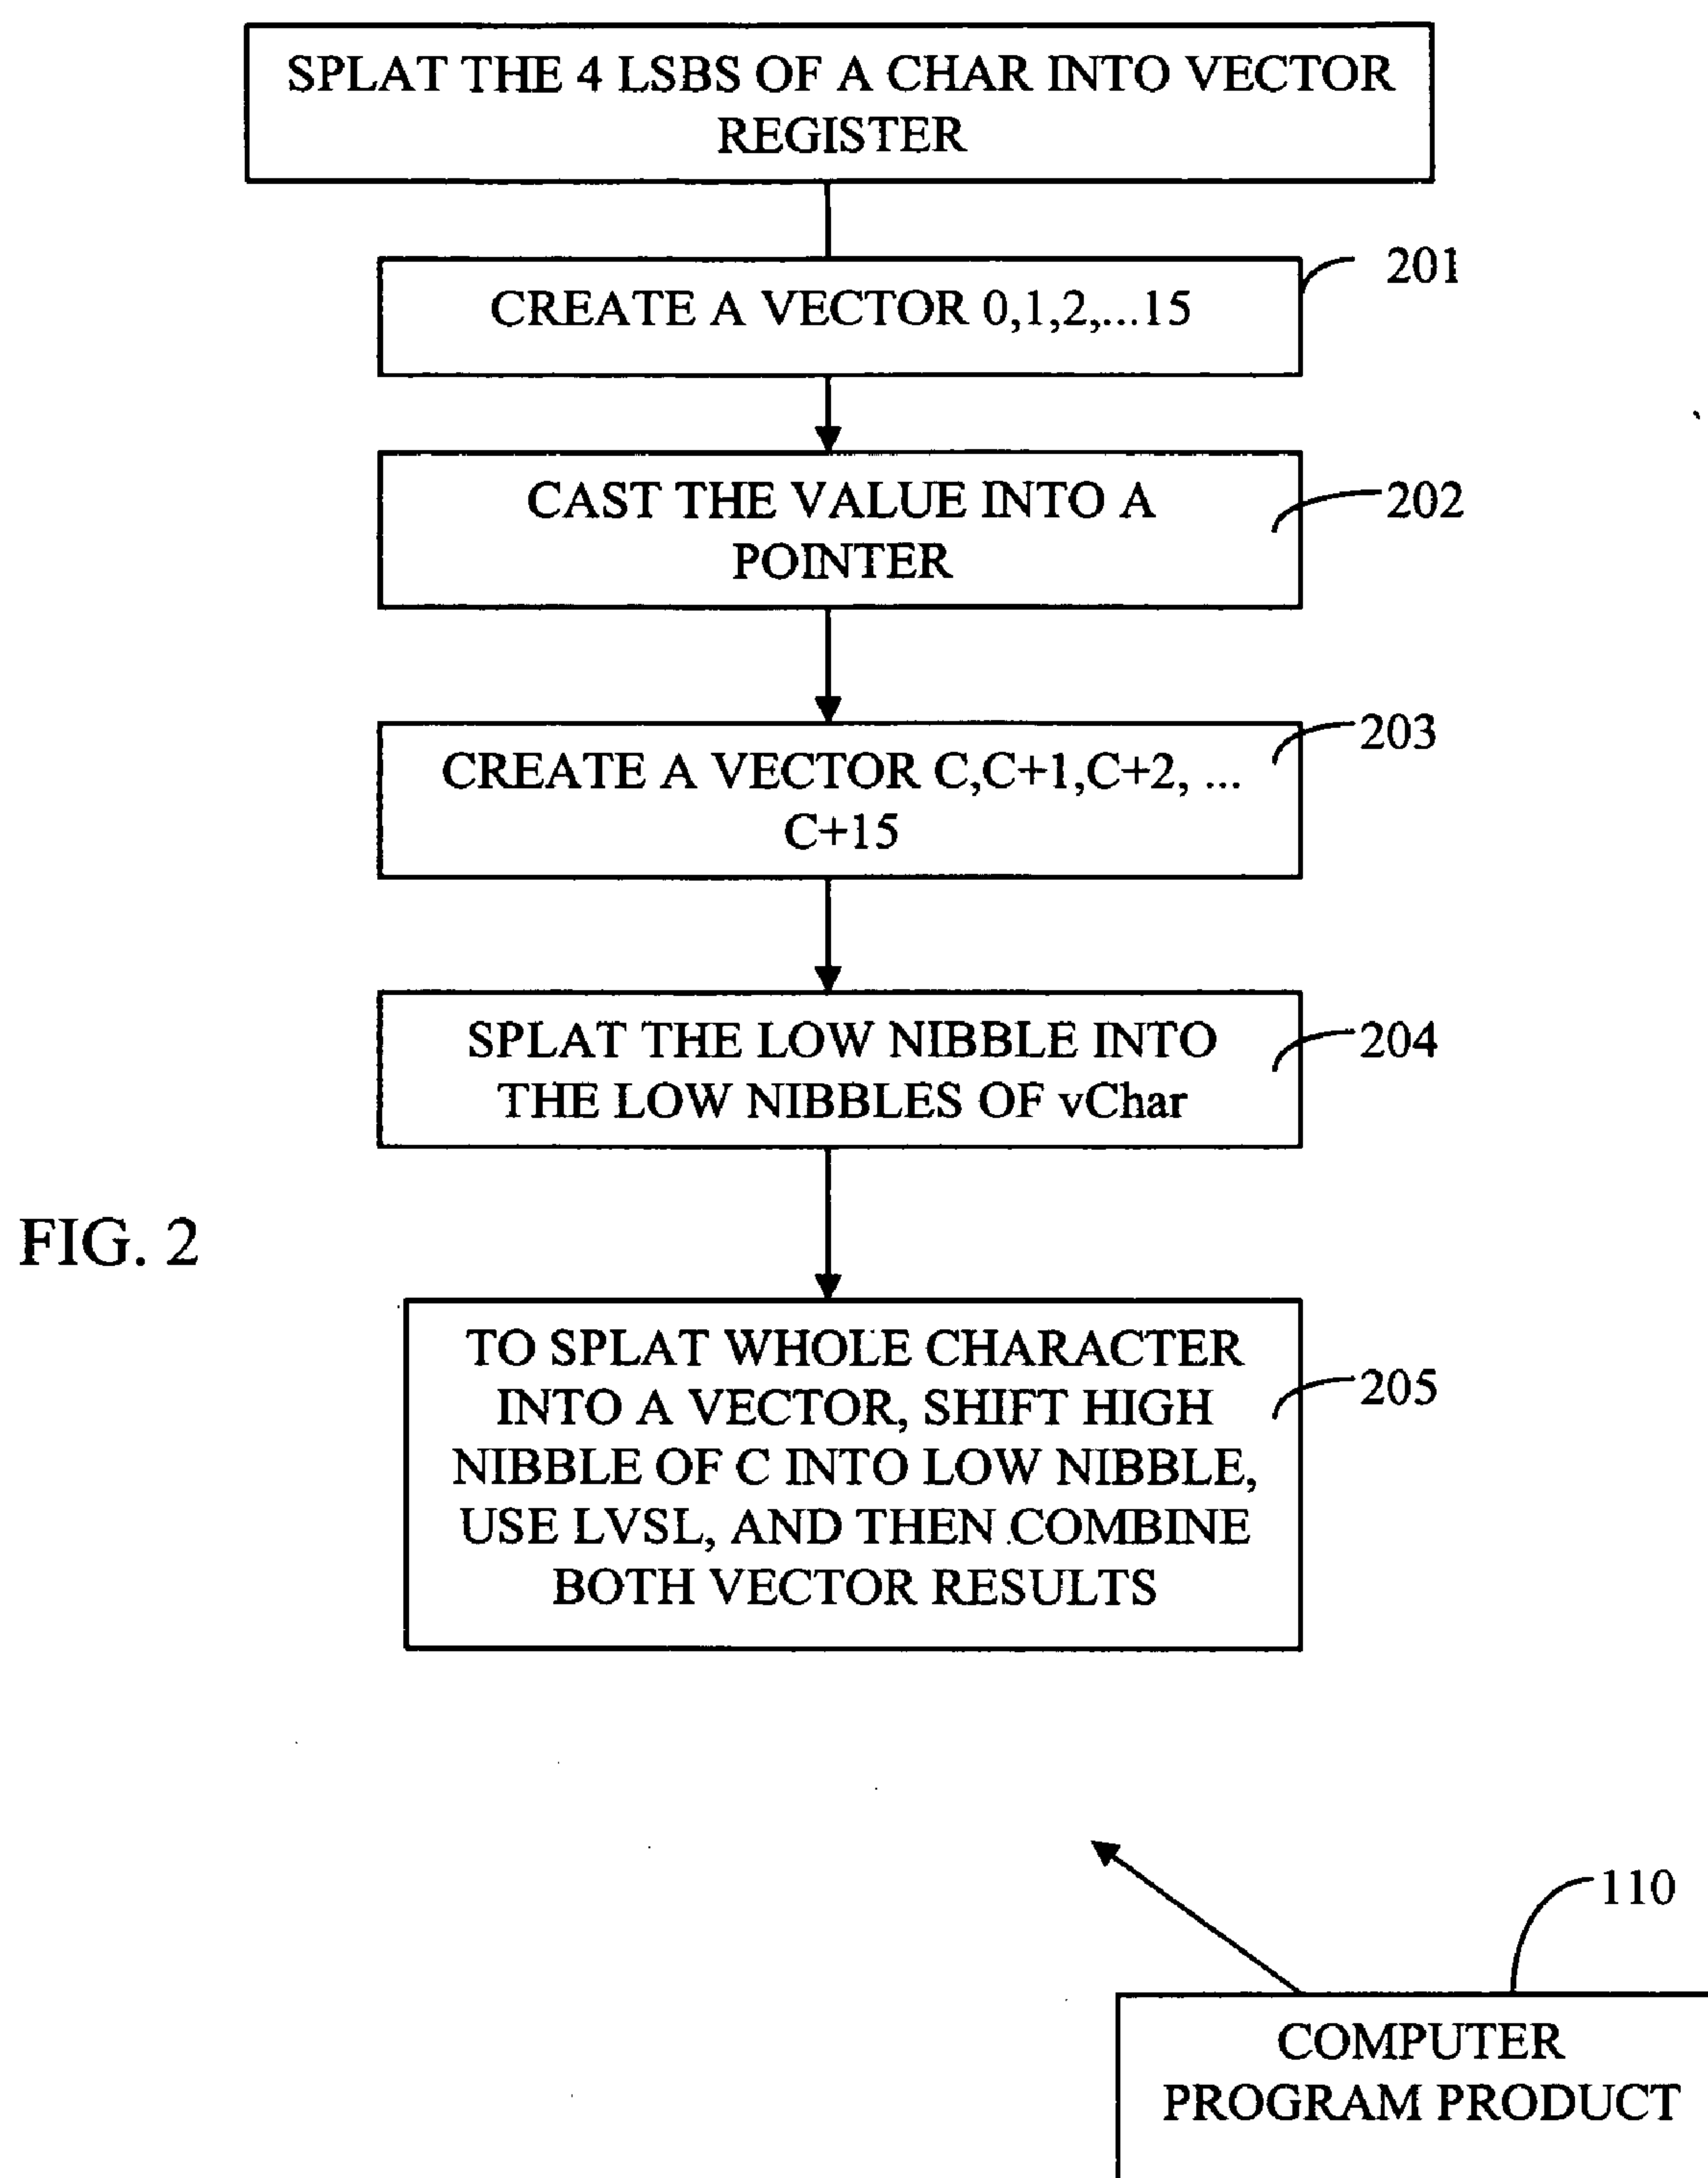 SPLAT THE 4 LSBS OF A CHAR INTO VECTOR
REGISTER
201
CREATE A VECTOR 0,1,2,...15
CAST THE VALUE INTO A
POINTER
202
203
CREATE A VECTOR C,C+1,C+2, ...
C+15
SPLAT THE LOW NIBBLE INTO
THE LOW NIBBLES OF vChar
204
FIG. 2
TO SPLAT WHOLE CHARACTER
INTO A VECTOR, SHIFT HIGH
NIBBLE OF C INTO LOW NIBBLE,
USE LVSL, AND THEN COMBINE
BOTH VECTOR RESULTS
205
110
COMPUTER
PROGRAM PRODUCT